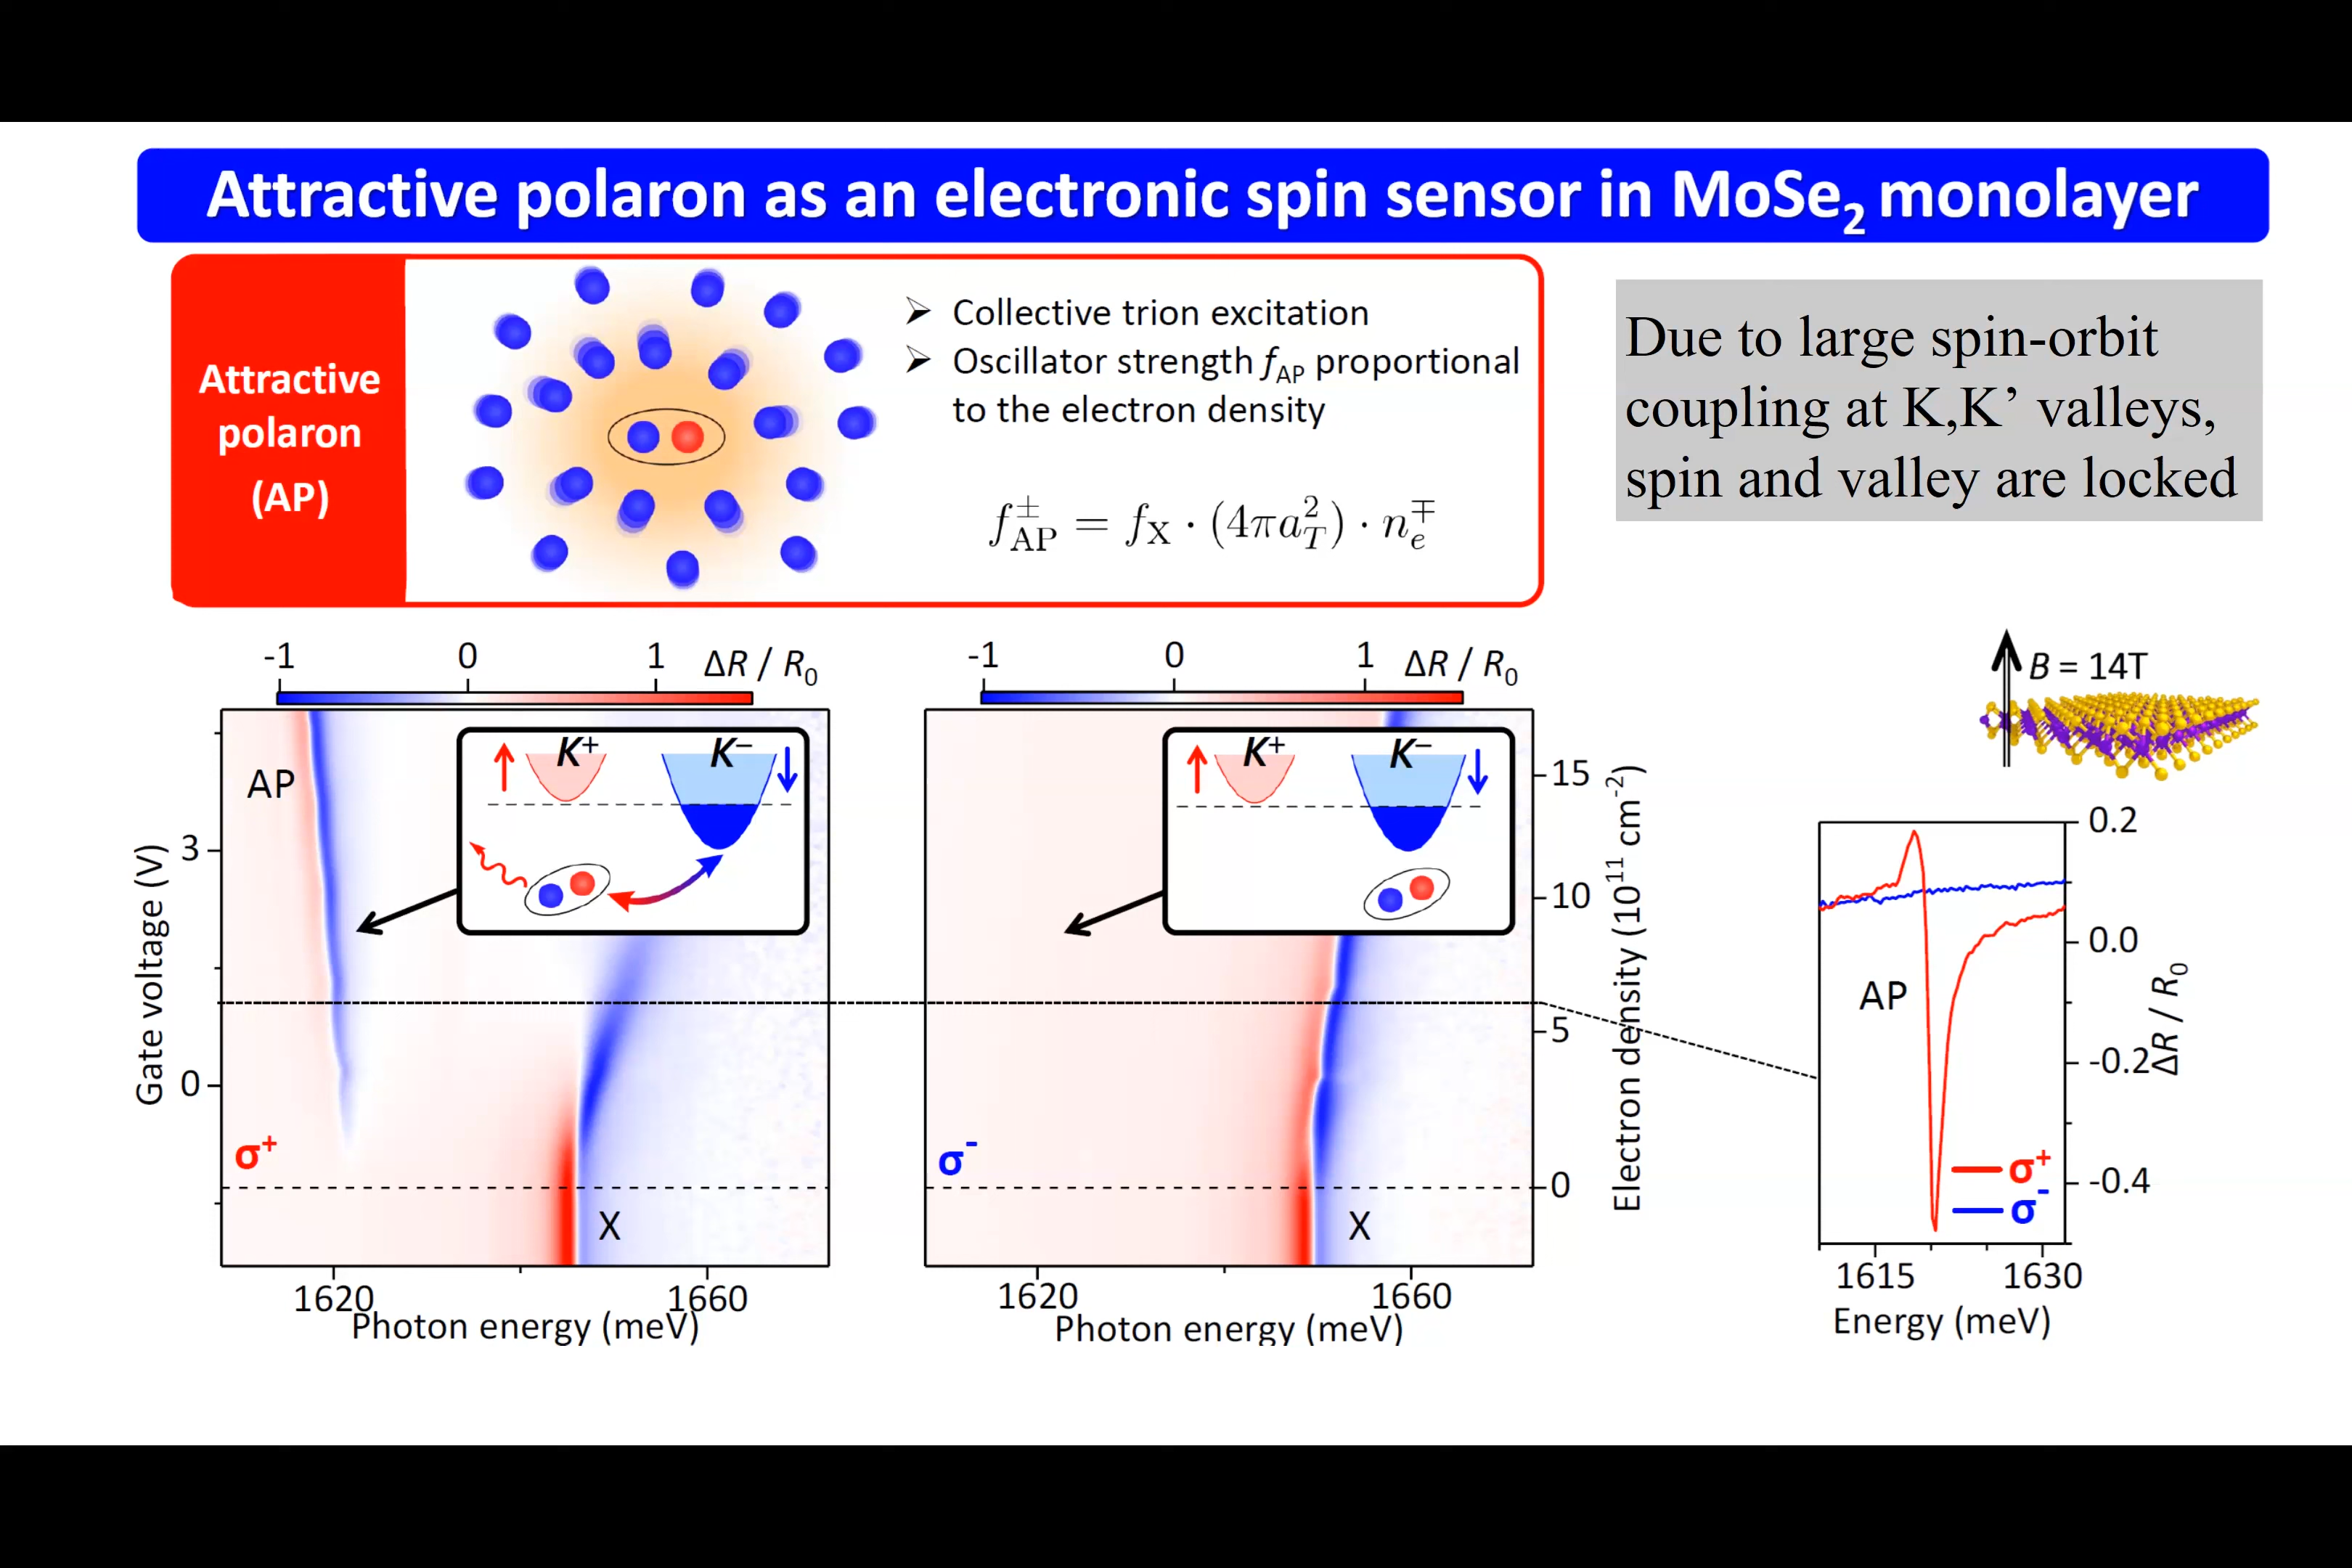 Attractive polaron as an electronic spin sensor in MoSe₂ monolayer
Attractive
polaron
(AP)
➢ Collective trion excitation
➢ Oscillator strength f_AP proportional
to the electron density
f^±_AP = f_X · (4πa²_T) · n^∓_e
Due to large spin-orbit
coupling at K,K’ valleys,
spin and valley are locked
-1 0 1 ΔR / R₀
AP
K⁺ K⁻
3
0
Gate voltage (V)
σ⁺
X
1620 1660
Photon energy (meV)
-1 0 1 ΔR / R₀
K⁺ K⁻
15
10
5
0
Electron density (10¹¹ cm⁻²)
σ⁻
X
1620 1660
Photon energy (meV)
B = 14T
0.2
0.0
-0.2
-0.4
ΔR / R₀
AP
σ⁺
σ⁻
1615 1630
Energy (meV)